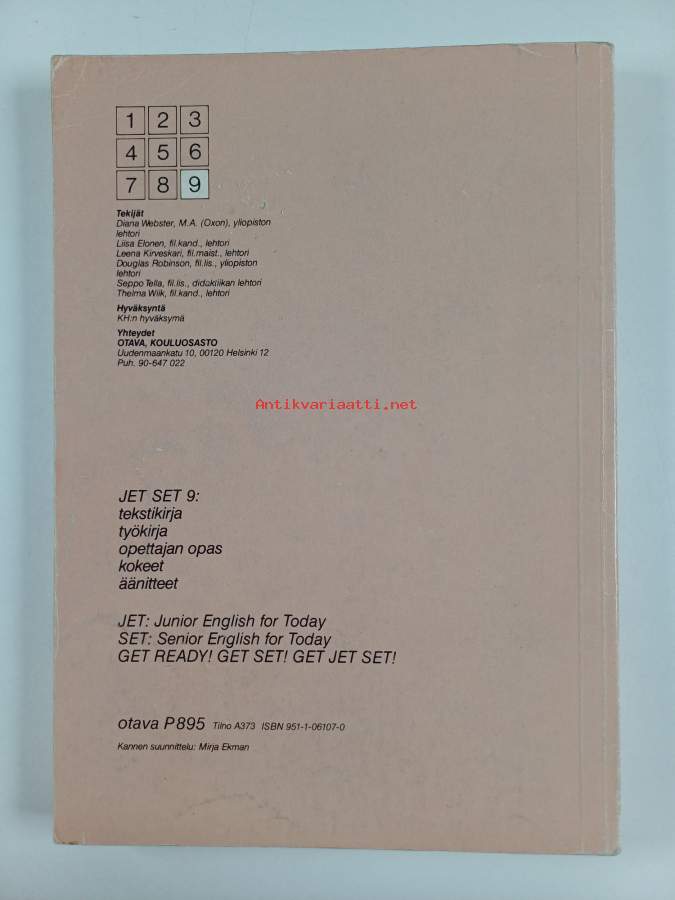 1 2 3
4 5 6
7 8 9
Tekijät
Diana Webster, M.A. (Oxon), yliopiston
lehtori
Liisa Elonen, fil.kand., lehtori
Leena Kirveskari, fil.maist., lehtori
Douglas Robinson, fil.lis., yliopiston
lehtori
Seppo Tella, fil.lis., didaktiikan lehtori
Thelma Wiik, fil.kand., lehtori
Hyväksyntä
KH:n hyväksymä
Yhteydet
OTAVA, KOULUOSASTO
Uudenmaankatu 10, 00120 Helsinki 12
Puh. 90-647 022
Antikvariaatti.net
JET SET 9:
tekstikirja
työkirja
opettajan opas
kokeet
äänitteet
JET: Junior English for Today
SET: Senior English for Today
GET READY! GET SET! GET JET SET!
otava P895 Tilno A373 ISBN 951-1-06107-0
Kannen suunnittelu: Mirja Ekman